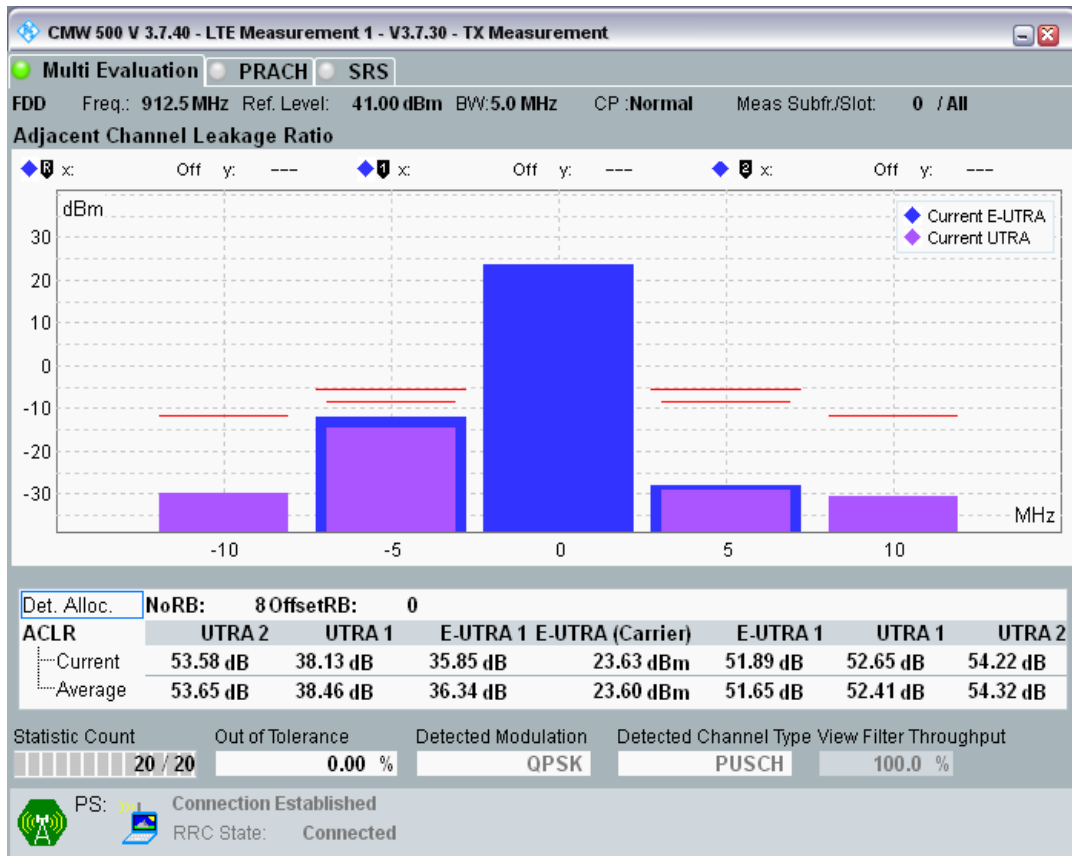 CMW 500 V 3.7.40 - LTE Measurement 1 - V3.7.30 - TX Measurement
Multi Evaluation PRACH SRS
FDD Freq.: 912.5 MHz Ref. Level: 41.00 dBm BW: 5.0 MHz CP :Normal Meas Subfr./Slot: 0 / All
Adjacent Channel Leakage Ratio
R x: Off y: --- 1 x: Off y: --- 2 x: Off y: ---
dBm
Current E-UTRA
Current UTRA
30
20
10
0
-10
-20
-30
MHz
-10 -5 0 5 10
Det. Alloc. NoRB: 8 OffsetRB: 0
ACLR UTRA 2 UTRA 1 E-UTRA 1 E-UTRA (Carrier) E-UTRA 1 UTRA 1 UTRA 2
Current 53.58 dB 38.13 dB 35.85 dB 23.63 dBm 51.89 dB 52.65 dB 54.22 dB
Average 53.65 dB 38.46 dB 36.34 dB 23.60 dBm 51.65 dB 52.41 dB 54.32 dB
Statistic Count Out of Tolerance Detected Modulation Detected Channel Type View Filter Throughput
20 / 20 0.00 % QPSK PUSCH 100.0 %
PS: Connection Established
RRC State: Connected